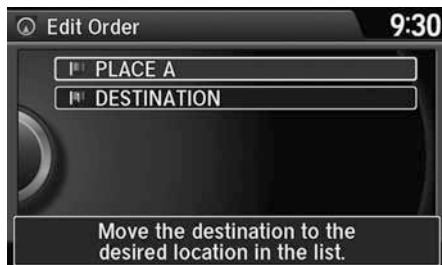 Edit Order
9:30
PLACE A
DESTINATION
Move the destination to the
desired location in the list.